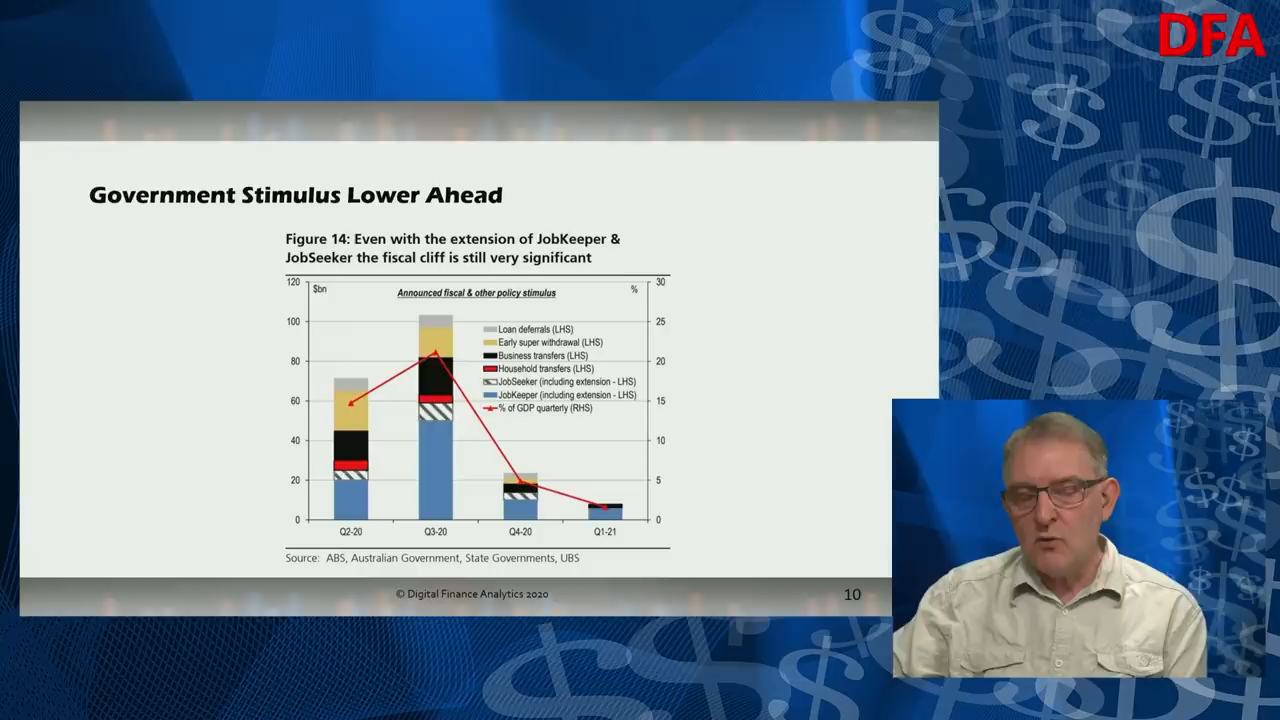 DFA
Government Stimulus Lower Ahead
Figure 14: Even with the extension of JobKeeper &
JobSeeker the fiscal cliff is still very significant
120 $bn Announced fiscal & other policy stimulus % 30
100 25
80 20
60 15
40 10
20 5
0 0
Loan deferrals (LHS)
Early super withdrawal (LHS)
Business transfers (LHS)
Household transfers (LHS)
JobSeeker (including extension - LHS)
JobKeeper (including extension - LHS)
% of GDP quarterly (RHS)
Q2-20 Q3-20 Q4-20 Q1-21
Source: ABS, Australian Government, State Governments, UBS
© Digital Finance Analytics 2020
10